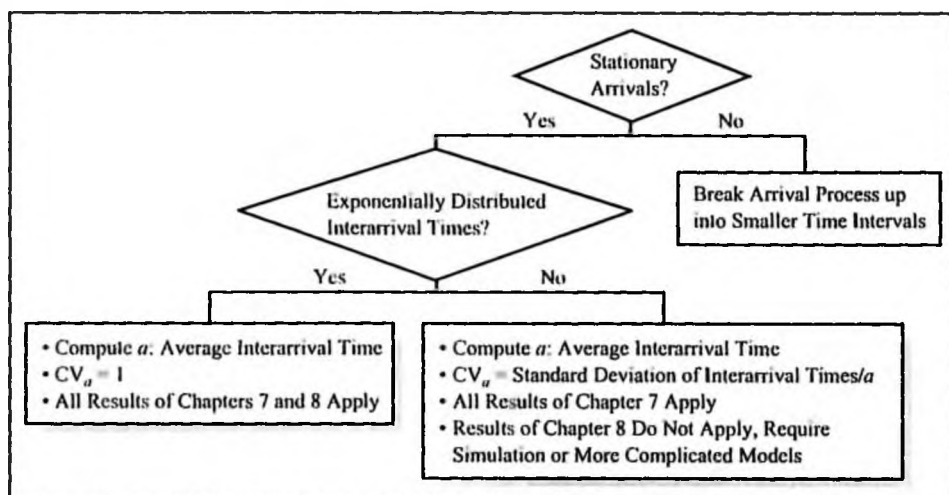 Stationary
Arrivals?
Yes
No
Exponentially Distributed
Interarrival Times?
Break Arrival Process up
into Smaller Time Intervals
Yes
No
• Compute a: Average Interarrival Time
• CVₐ = 1
• All Results of Chapters 7 and 8 Apply
• Compute a: Average Interarrival Time
• CVₐ = Standard Deviation of Interarrival Times/a
• All Results of Chapter 7 Apply
• Results of Chapter 8 Do Not Apply, Require
Simulation or More Complicated Models